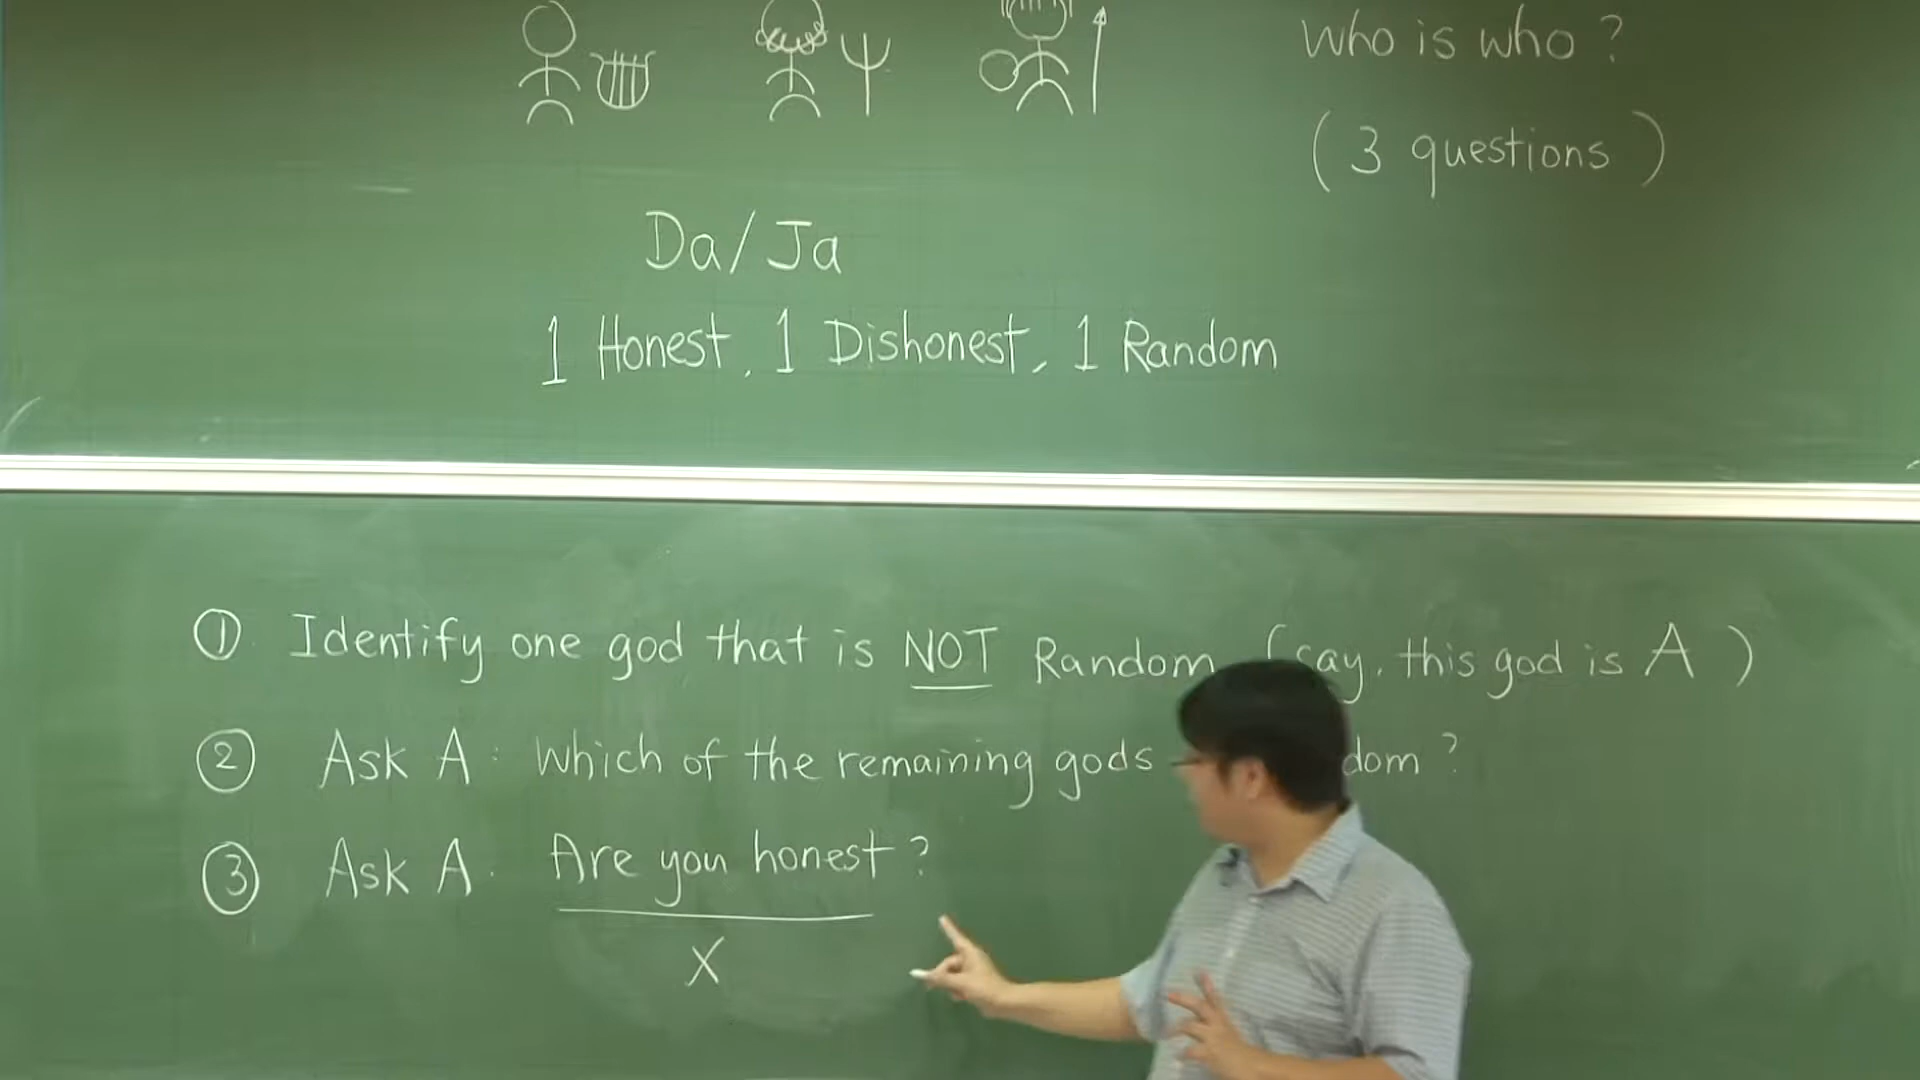 who is who ?
( 3 questions )
Da / Ja
1 Honest, 1 Dishonest, 1 Random
① Identify one god that is NOT Random (say, this god is A )
② Ask A : Which of the remaining gods dom ?
③ Ask A : Are you honest ?
X